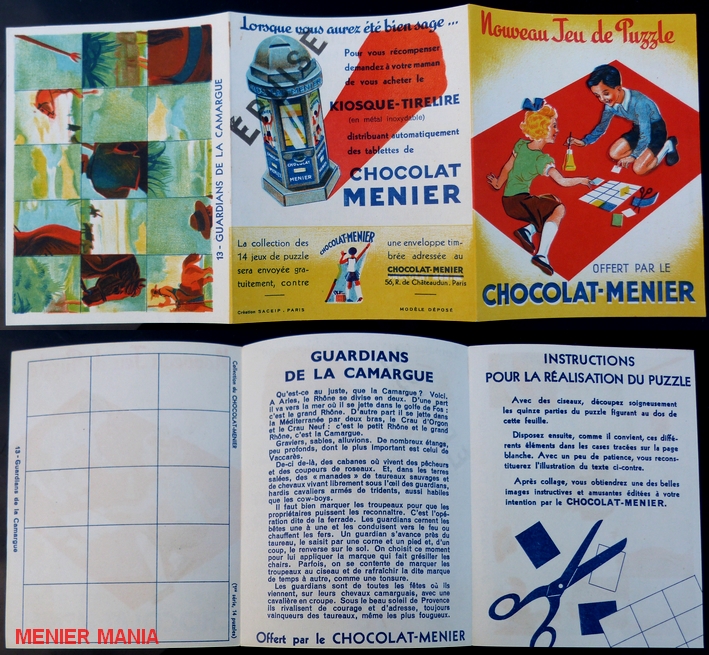 13 - GUARDIANS DE LA CAMARGUE
Lorsque vous aurez été bien sage ...
ÉPUISÉ
Pour vous récompenser
demandez à votre maman
de vous acheter le
KIOSQUE-TIRELIRE
(en métal inoxydable)
distribuant automatiquement
des tablettes de
CHOCOLAT
MENIER
CHOCOLAT
MENIER
La collection des
14 jeux de puzzle
sera envoyée gra-
tuitement, contre
CHOCOLAT-MENIER
une enveloppe tim-
brée adressée au
CHOCOLAT-MENIER
56, R. de Châteaudun, Paris
Création SACEIP - PARIS
MODÈLE DÉPOSÉ
Nouveau Jeu de Puzzle
OFFERT PAR LE
CHOCOLAT-MENIER
13 - Guardians de la Camargue
Collection du CHOCOLAT-MENIER
(1re série, 14 puzzles)
MENIER MANIA
GUARDIANS
DE LA CAMARGUE
Qu'est-ce au juste, que la Camargue ? Voici.
A Arles, le Rhône se divise en deux. D'une part
il va vers la mer où il se jette dans le golfe de Fos :
c'est le grand Rhône. D'autre part il se jette dans
la Méditerranée par deux bras, le Crau d'Orgon
et le Crau Neuf : c'est le petit Rhône et le grand
Rhône, c'est la Camargue.
Graviers, sables, alluvions. De nombreux étangs,
peu profonds, dont le plus important est celui de
Vaccarès.
De-ci de-là, des cabanes où vivent des pêcheurs
et des coupeurs de roseaux. Et, dans les terres
salées, des « manades » de taureaux sauvages et
de chevaux vivant librement sous l'œil des guardians,
hardis cavaliers armés de tridents, aussi habiles
que les cow-boys.
Il faut bien marquer les troupeaux pour que les
propriétaires puissent les reconnaître. C'est l'opé-
ration dite de la ferrade. Les guardians cernent les
bêtes une à une et les conduisent vers le feu ou
chauffent les fers. Un guardian s'avance près du
taureau, le saisit par une corne et un pied et, d'un
coup, le renverse sur le sol. On choisit ce moment
pour lui appliquer la marque qui fait grésiller les
chairs. Parfois, on se contente de marquer les
troupeaux au ciseau et de rafraîchir la dite marque
de temps à autre, comme une tonsure.
Les guardians sont de toutes les fêtes où ils
viennent, sur leurs chevaux camarguais, avec une
cavalière en croupe. Sous le beau soleil de Provence
ils rivalisent de courage et d'adresse, toujours
vainqueurs des taureaux, même les plus fougueux.
Offert par le CHOCOLAT-MENIER
INSTRUCTIONS
POUR LA RÉALISATION DU PUZZLE
Avec des ciseaux, découpez soigneusement
les quinze parties du puzzle figurant au dos de
cette feuille.
Disposez ensuite, comme il convient, ces diffé-
rents éléments dans les cases tracées sur la page
blanche. Avec un peu de patience, vous recons-
tituerez l'illustration du texte ci-contre.
Après collage, vous obtiendrez une des belles
images instructives et amusantes éditées à votre
intention par le CHOCOLAT-MENIER.